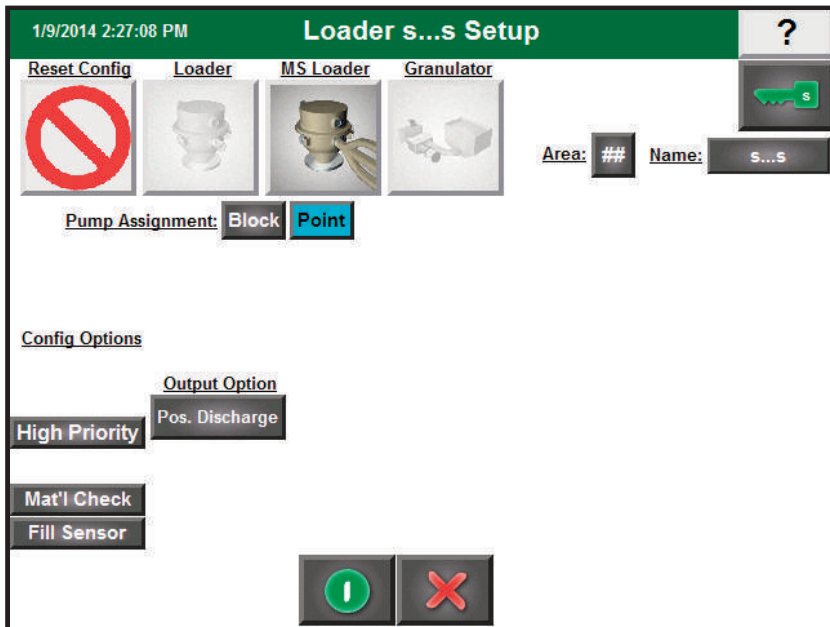 1/9/2014 2:27:08 PM Loader s...s Setup ?
Reset Config Loader MS Loader Granulator
s
Area: ## Name: s...s
Pump Assignment: Block Point
Config Options
Output Option
Pos. Discharge
High Priority
Mat'l Check
Fill Sensor